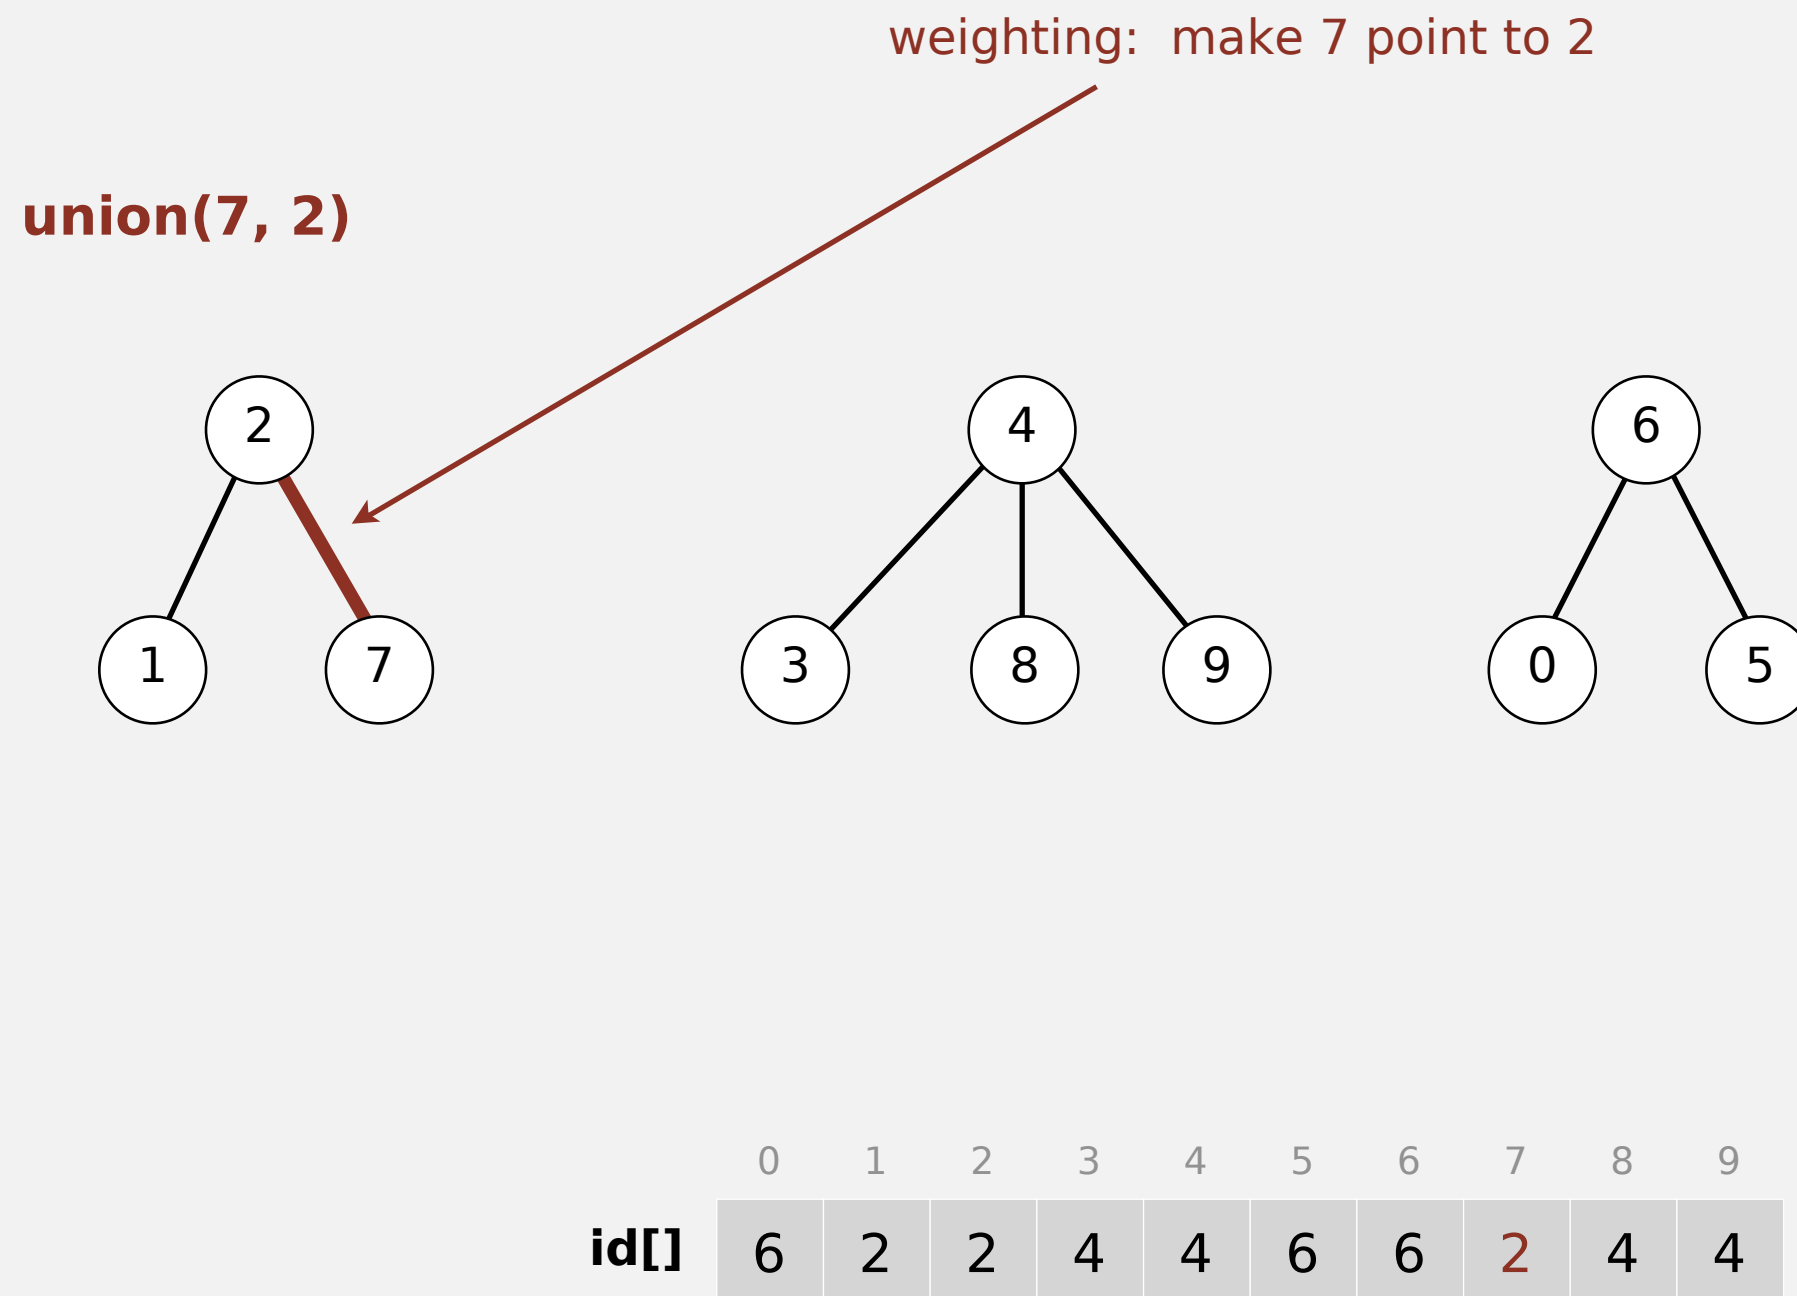 weighting: make 7 point to 2
union(7, 2)
2 4 6
1 7 3 8 9 0 5
0 1 2 3 4 5 6 7 8 9
id[] 6 2 2 4 4 6 6 2 4 4